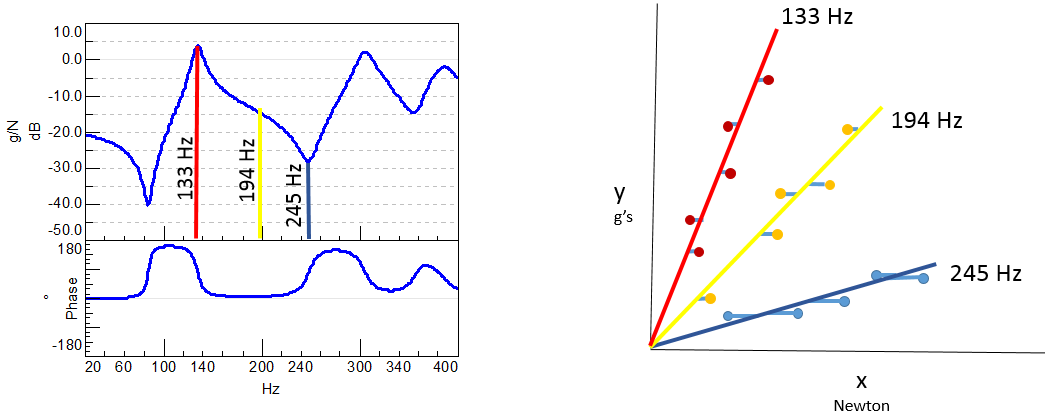 10.0
0.0
-10.0
-20.0
-30.0
-40.0
-50.0
g/N
dB
133 Hz
194 Hz
245 Hz
180
-180
°
Phase
20 60 100 140 200 240 300 340 400
Hz
133 Hz
194 Hz
245 Hz
y
g's
x
Newton